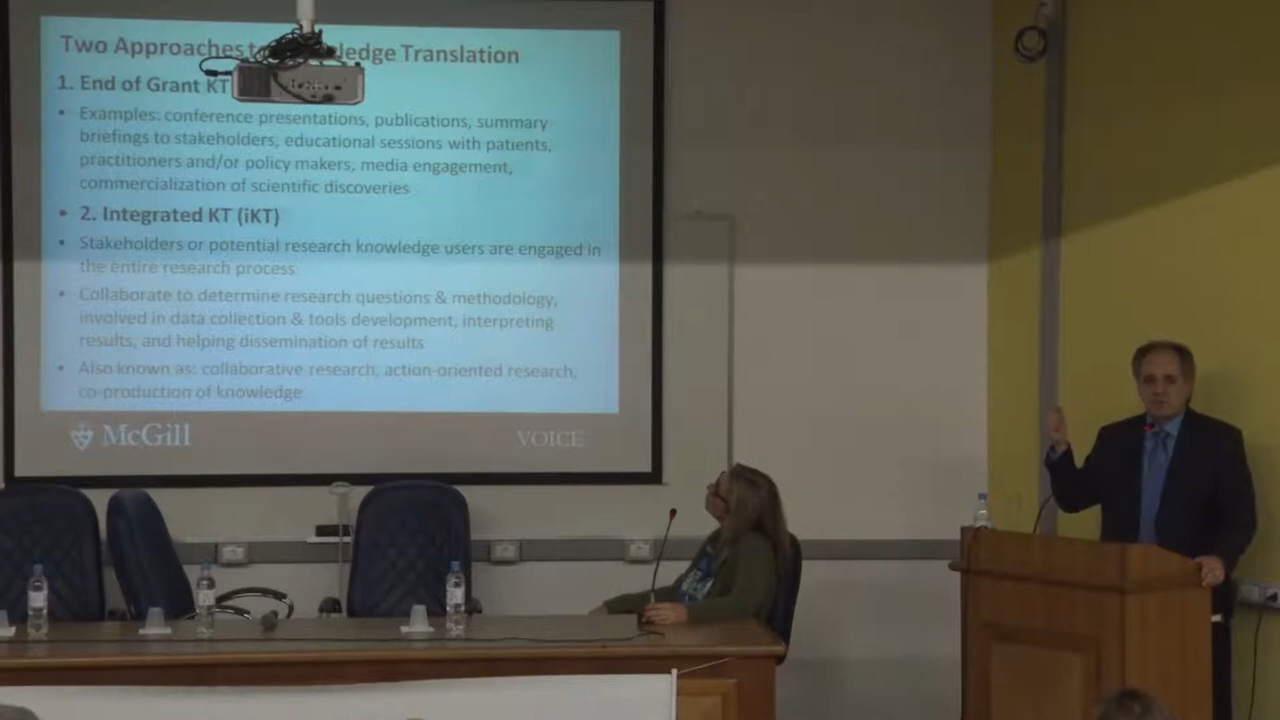 Two Approaches t ledge Translation
1. End of Grant KT
• Examples: conference presentations, publications, summary
briefings to stakeholders, educational sessions with patients,
practitioners and/or policy makers, media engagement,
commercialization of scientific discoveries
• 2. Integrated KT (iKT)
• Stakeholders or potential research knowledge users are engaged in
the entire research process
• Collaborate to determine research questions & methodology,
involved in data collection & tools development, interpreting
results, and helping dissemination of results
• Also known as: collaborative research, action-oriented research,
co-production of knowledge
McGill
VOICE